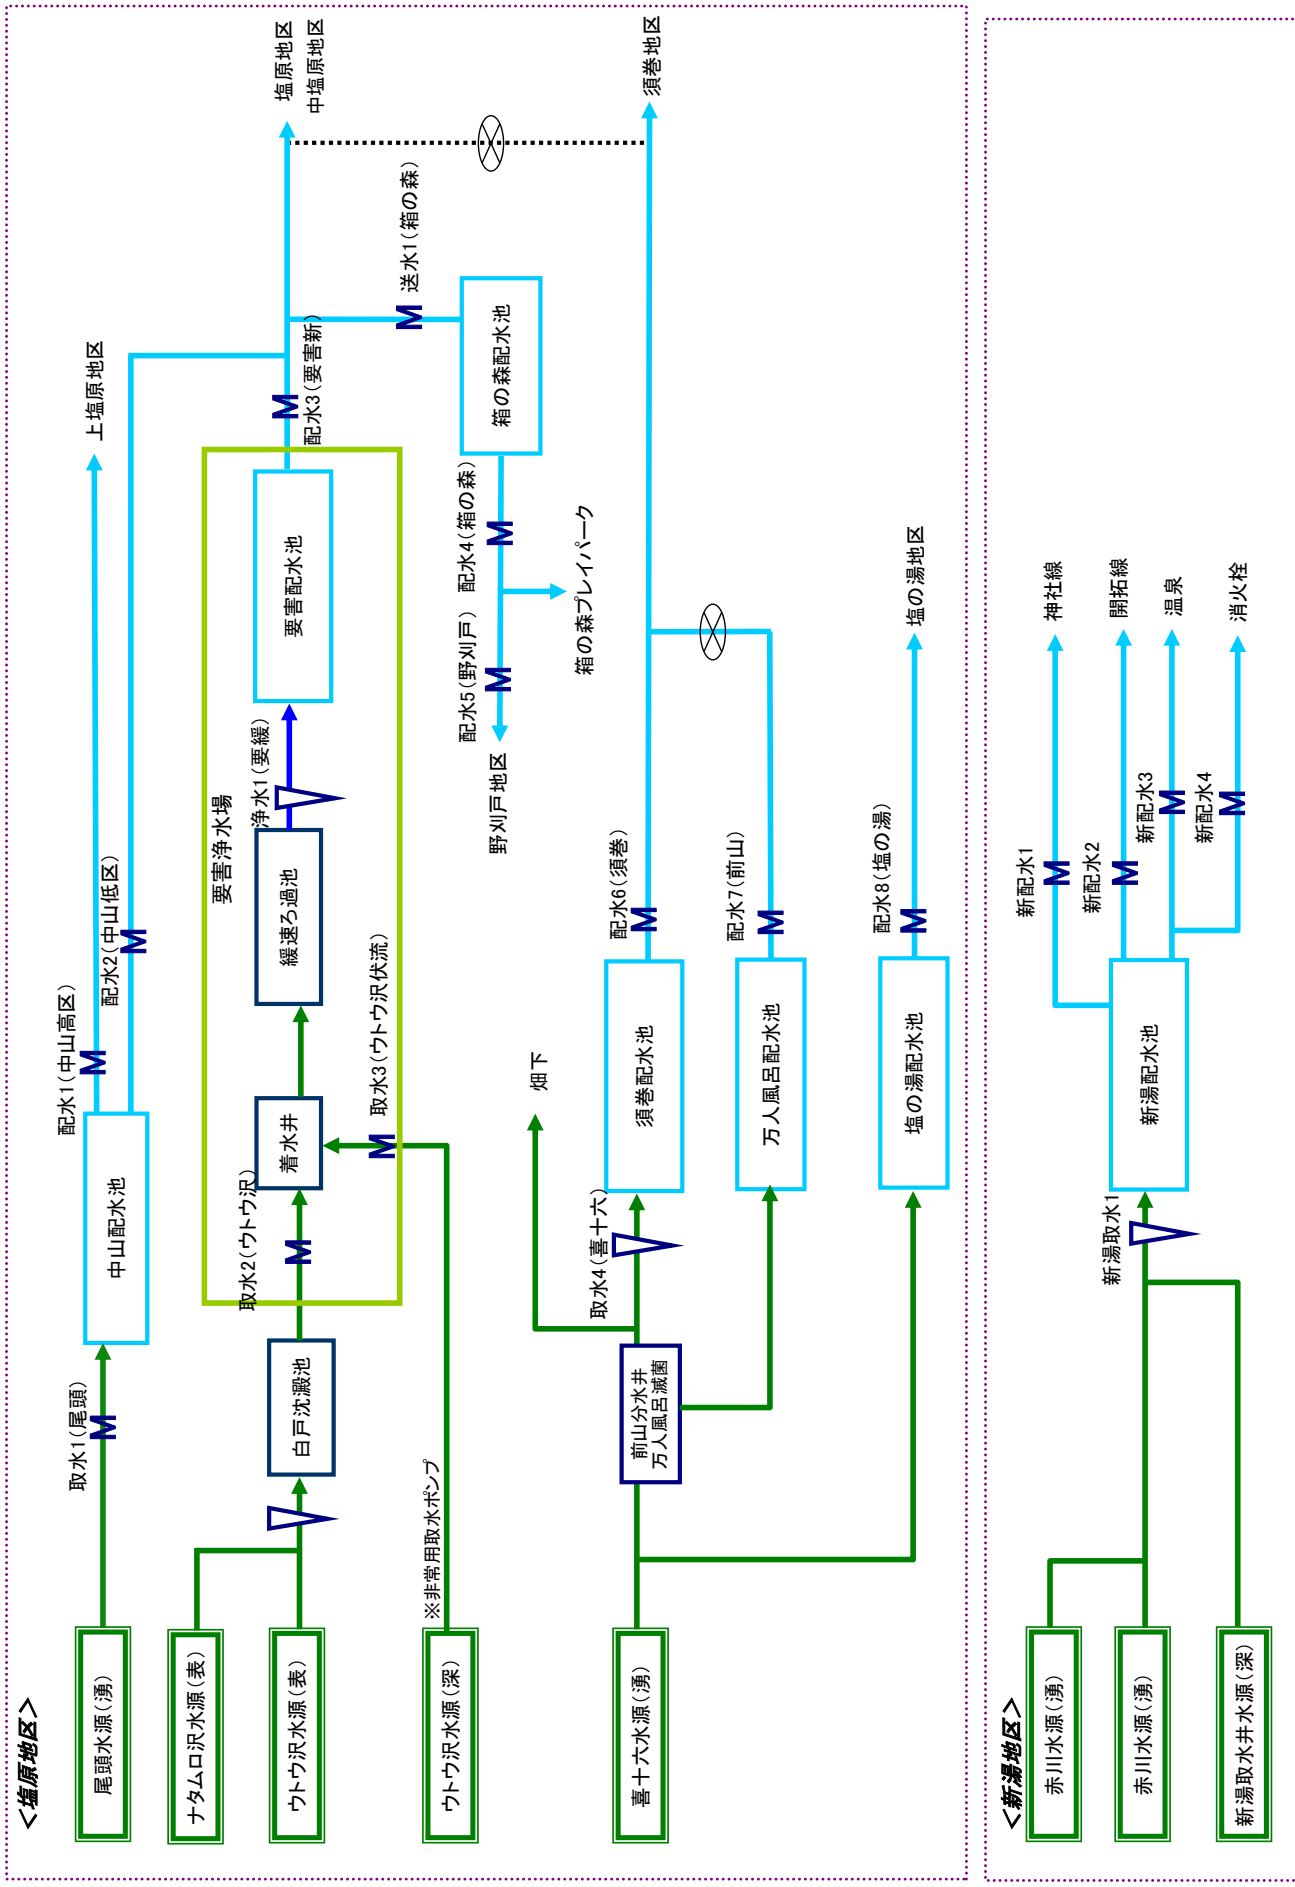 ＜塩原地区＞
尾頭水源(湧)
取水1(尾頭)
M
中山配水池
配水1(中山高区)
M
上塩原地区
配水2(中山低区)
M
ナタムロ沢水源(表)
ウトウ沢水源(表)
白戸沈澱池
取水2(ウトウ沢)
M
要害浄水場
着水井
緩速ろ過池
浄水1(要緩)
要害配水池
配水3(要害新)
M
塩原地区
中塩原地区
ウトウ沢水源(深)
※非常用取水ポンプ
取水3(ウトウ沢伏流)
M
送水1(箱の森)
M
箱の森配水池
配水4(箱の森)
M
箱の森プレイパーク
配水5(野刈戸)
M
野刈戸地区
喜十六水源(湧)
前山分水井
万人風呂滅菌
畑下
取水4(喜十六)
須巻配水池
配水6(須巻)
M
須巻地区
万人風呂配水池
配水7(前山)
M
塩の湯配水池
配水8(塩の湯)
M
塩の湯地区
＜新湯地区＞
赤川水源(湧)
赤川水源(湧)
新湯取水井水源(深)
新湯取水1
新湯配水池
新配水1
M
神社線
新配水2
M
開拓線
新配水3
M
温泉
新配水4
M
消火栓